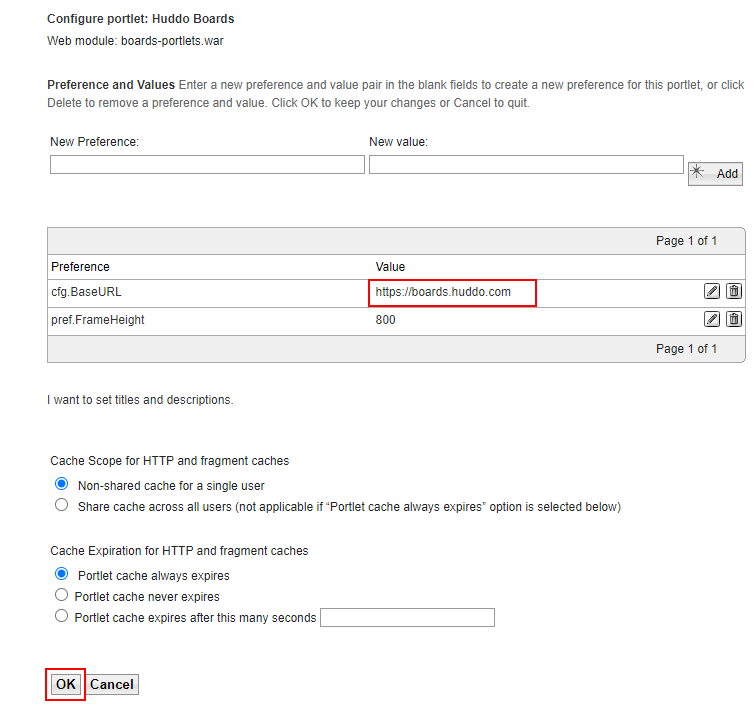 Configure portlet: Huddo Boards
Web module: boards-portlets.war
Preference and Values Enter a new preference and value pair in the blank fields to create a new preference for this portlet, or click
Delete to remove a preference and value. Click OK to keep your changes or Cancel to quit.
New Preference: New value:
Add
Page 1 of 1
Preference Value
cfg.BaseURL https://boards.huddo.com
pref.FrameHeight 800
Page 1 of 1
I want to set titles and descriptions.
Cache Scope for HTTP and fragment caches
Non-shared cache for a single user
Share cache across all users (not applicable if “Portlet cache always expires” option is selected below)
Cache Expiration for HTTP and fragment caches
Portlet cache always expires
Portlet cache never expires
Portlet cache expires after this many seconds
OK Cancel